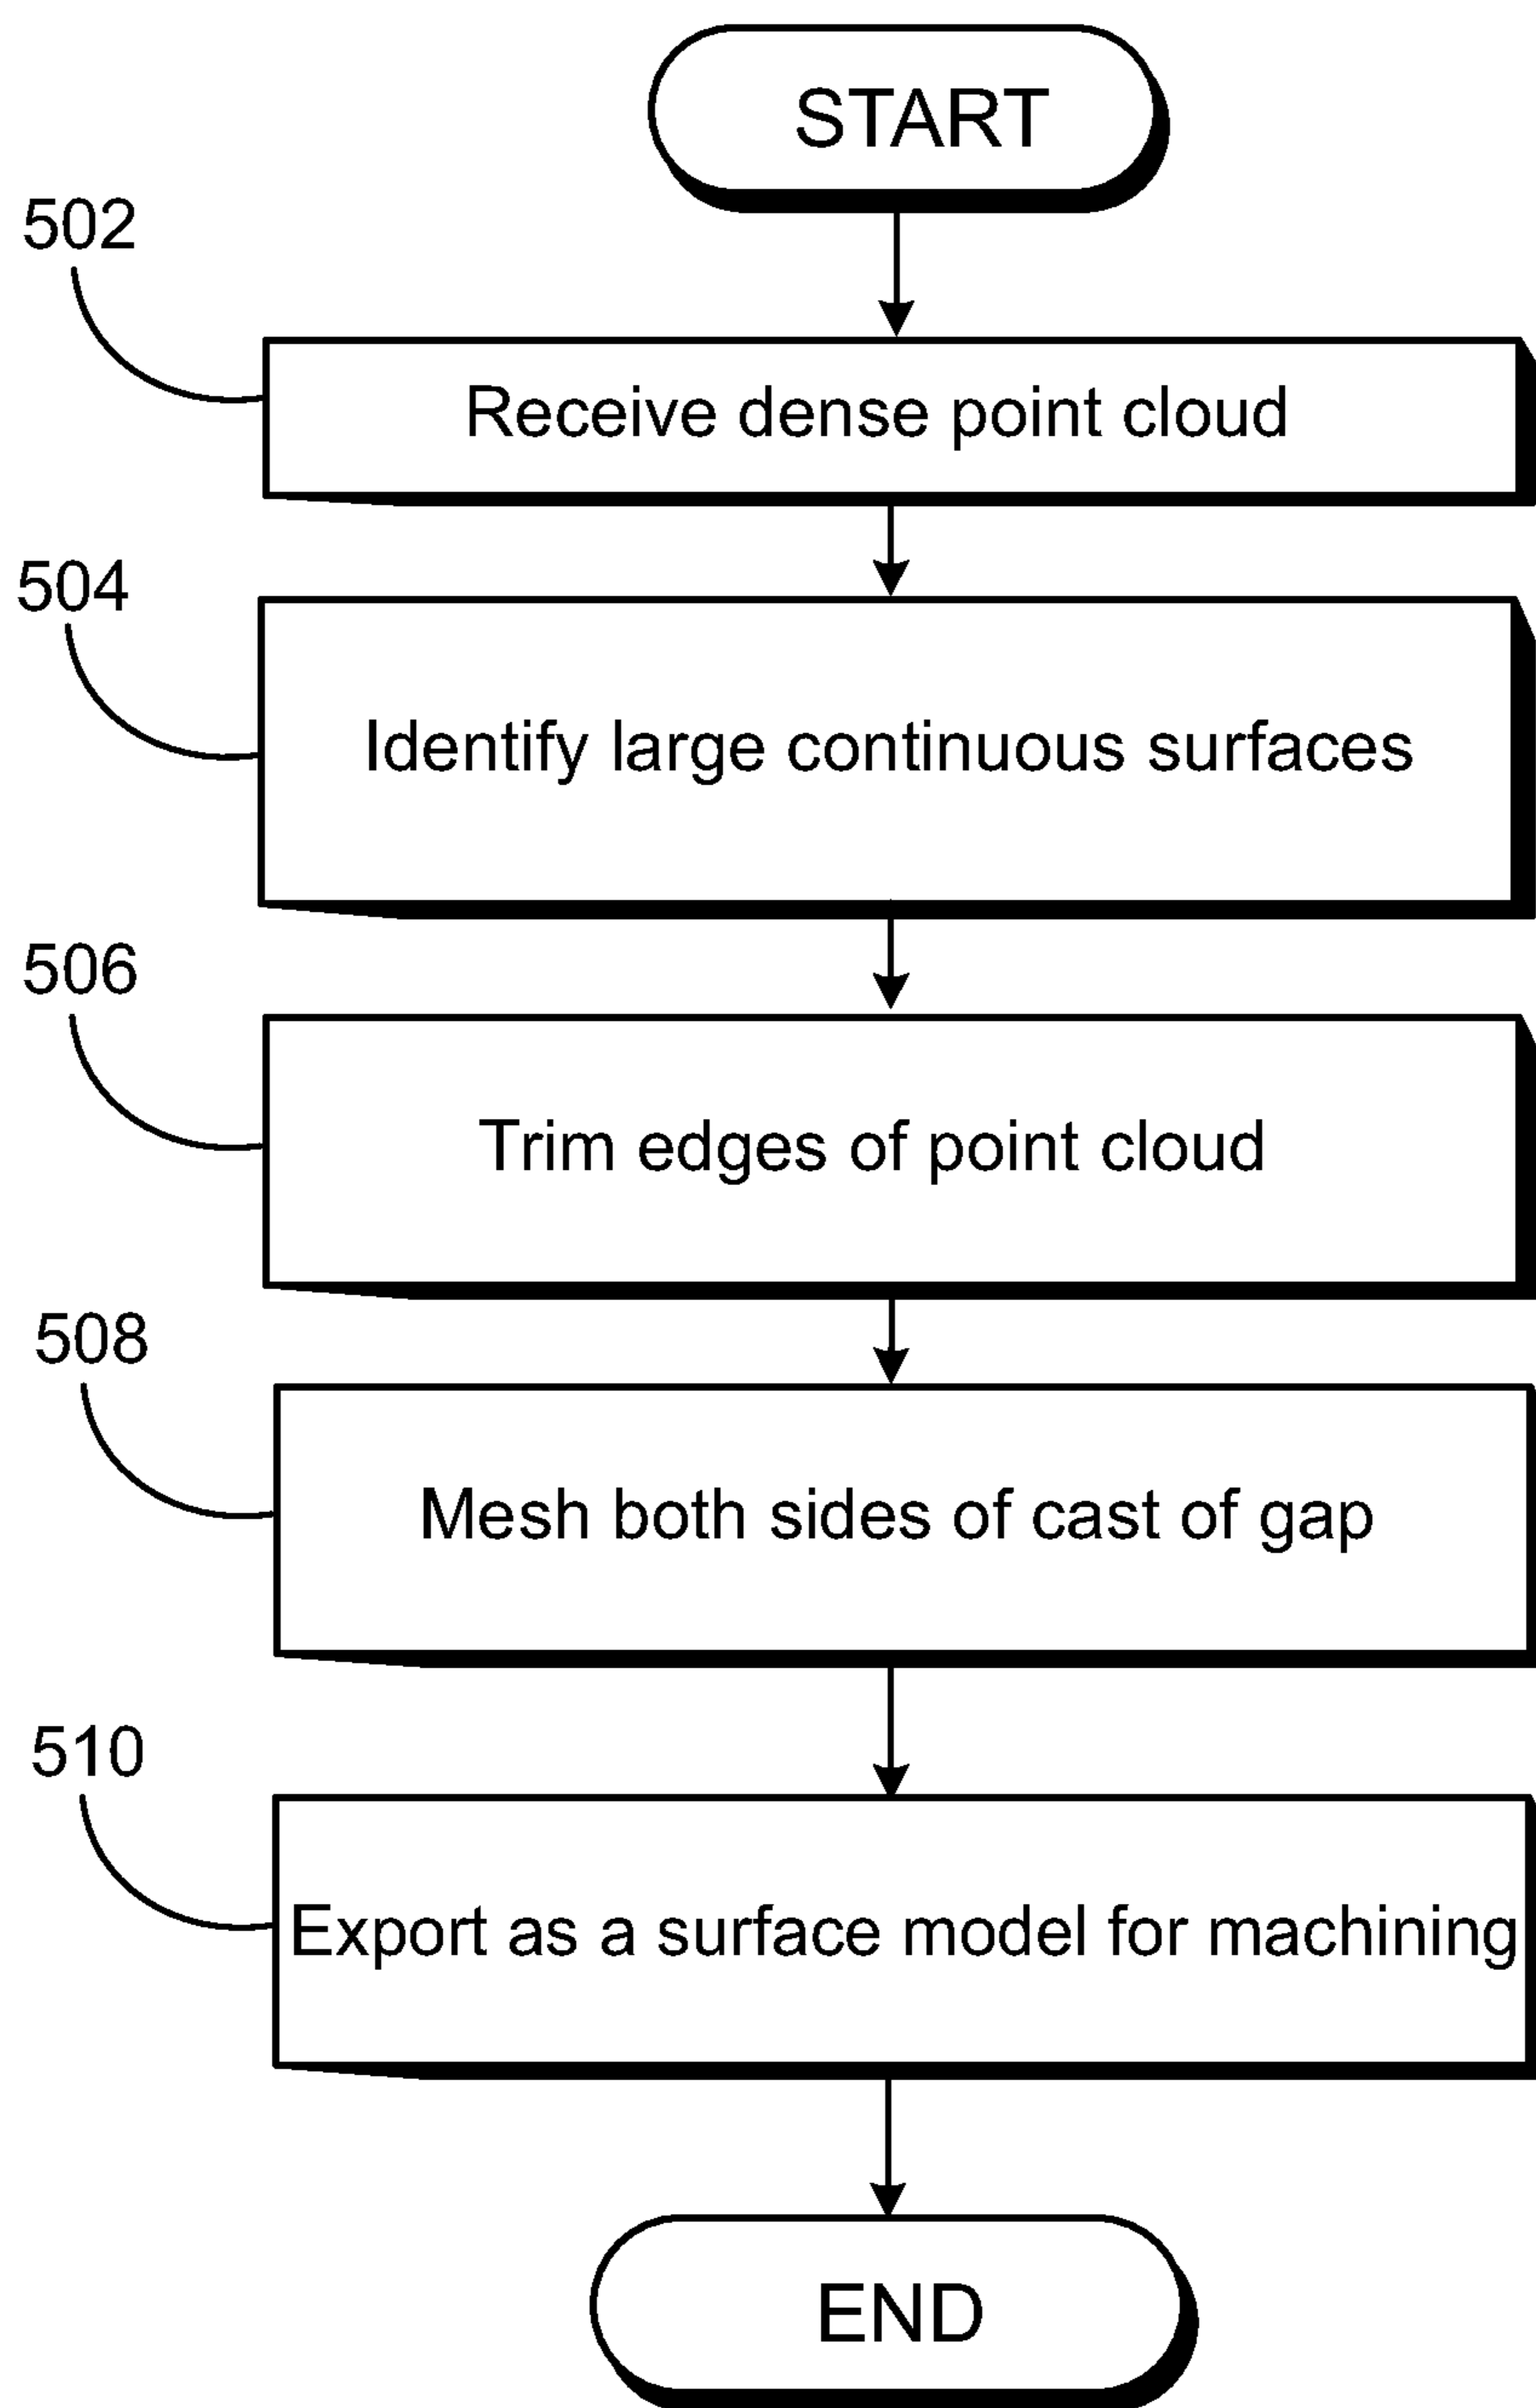 START
502
Receive dense point cloud
504
Identify large continuous surfaces
506
Trim edges of point cloud
508
Mesh both sides of cast of gap
510
Export as a surface model for machining
END